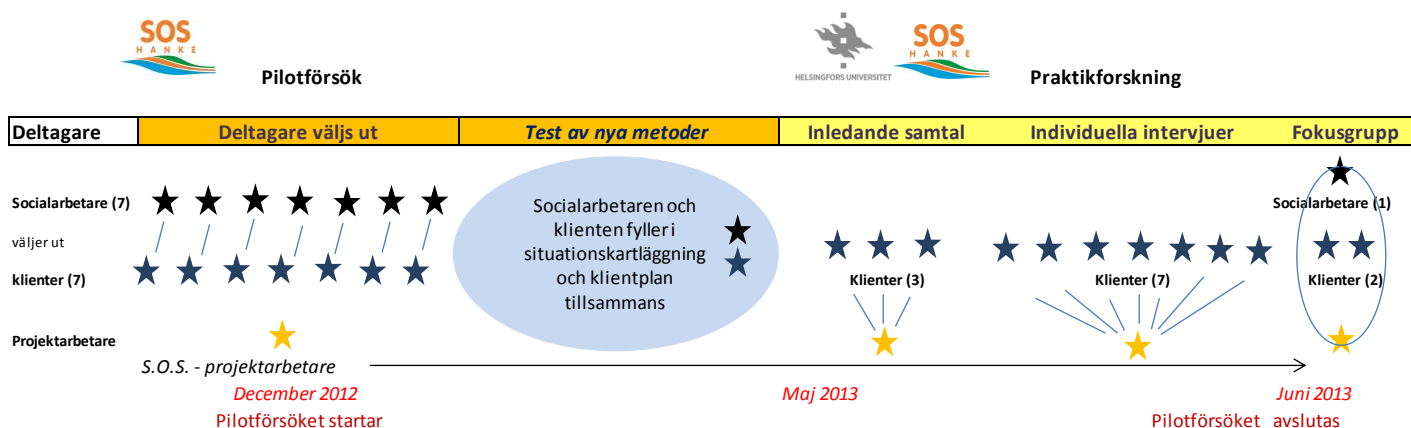 SOS
HANKE
Pilotförsök
HELSINGFORS UNIVERSITET
SOS
HANKE
Praktikforskning
Deltagare
Deltagare väljs ut
Test av nya metoder
Inledande samtal
Individuella intervjuer
Fokusgrupp
Socialarbetare (7)
väljer ut
klienter (7)
Projektarbetare
Socialarbetaren och
klienten fyller i
situationskartläggning
och klientplan
tillsammans
Klienter (3)
Klienter (7)
Socialarbetare (1)
Klienter (2)
S.O.S. - projektarbetare
December 2012
Pilotförsöket startar
Maj 2013
Juni 2013
Pilotförsöket avslutas